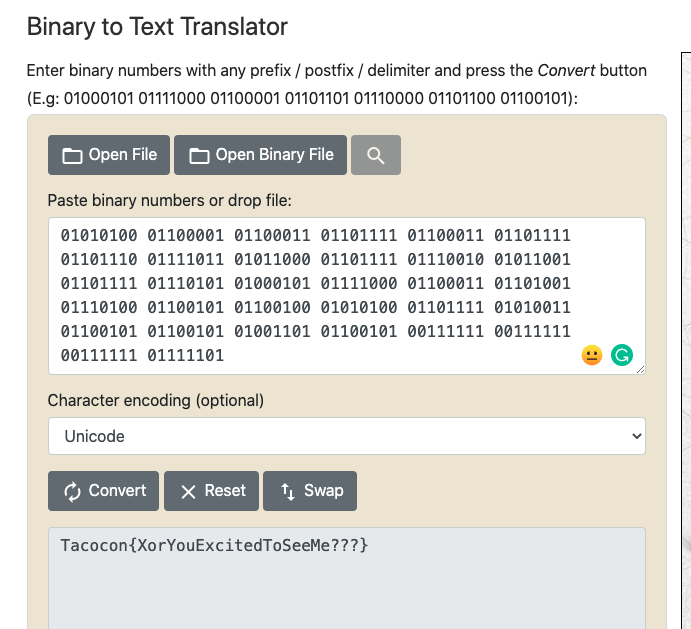 Binary to Text Translator
Enter binary numbers with any prefix / postfix / delimiter and press the Convert button
(E.g: 01000101 01111000 01100001 01101101 01110000 01101100 01100101):
Open File Open Binary File
Paste binary numbers or drop file:
01010100 01100001 01100011 01101111 01100011 01101111
01101110 01111011 01011000 01101111 01110010 01011001
01101111 01110101 01000101 01111000 01100011 01101001
01110100 01100101 01100100 01010100 01101111 01010011
01100101 01100101 01001101 01100101 00111111 00111111
00111111 01111101
Character encoding (optional)
Unicode
Convert Reset Swap
Tacocon{XorYouExcitedToSeeMe???}